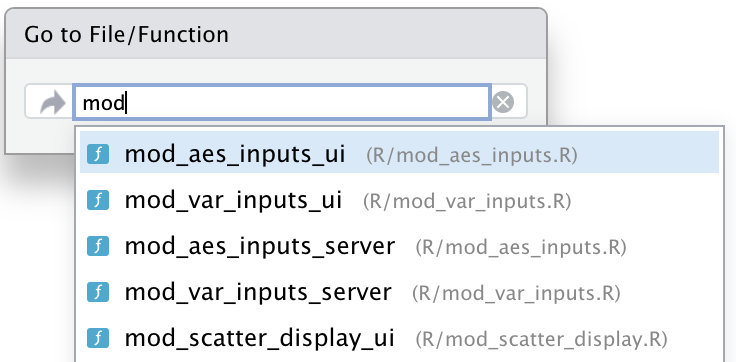 Go to File/Function
mod
mod_aes_inputs_ui (R/mod_aes_inputs.R)
mod_var_inputs_ui (R/mod_var_inputs.R)
mod_aes_inputs_server (R/mod_aes_inputs.R)
mod_var_inputs_server (R/mod_var_inputs.R)
mod_scatter_display_ui (R/mod_scatter_display.R)